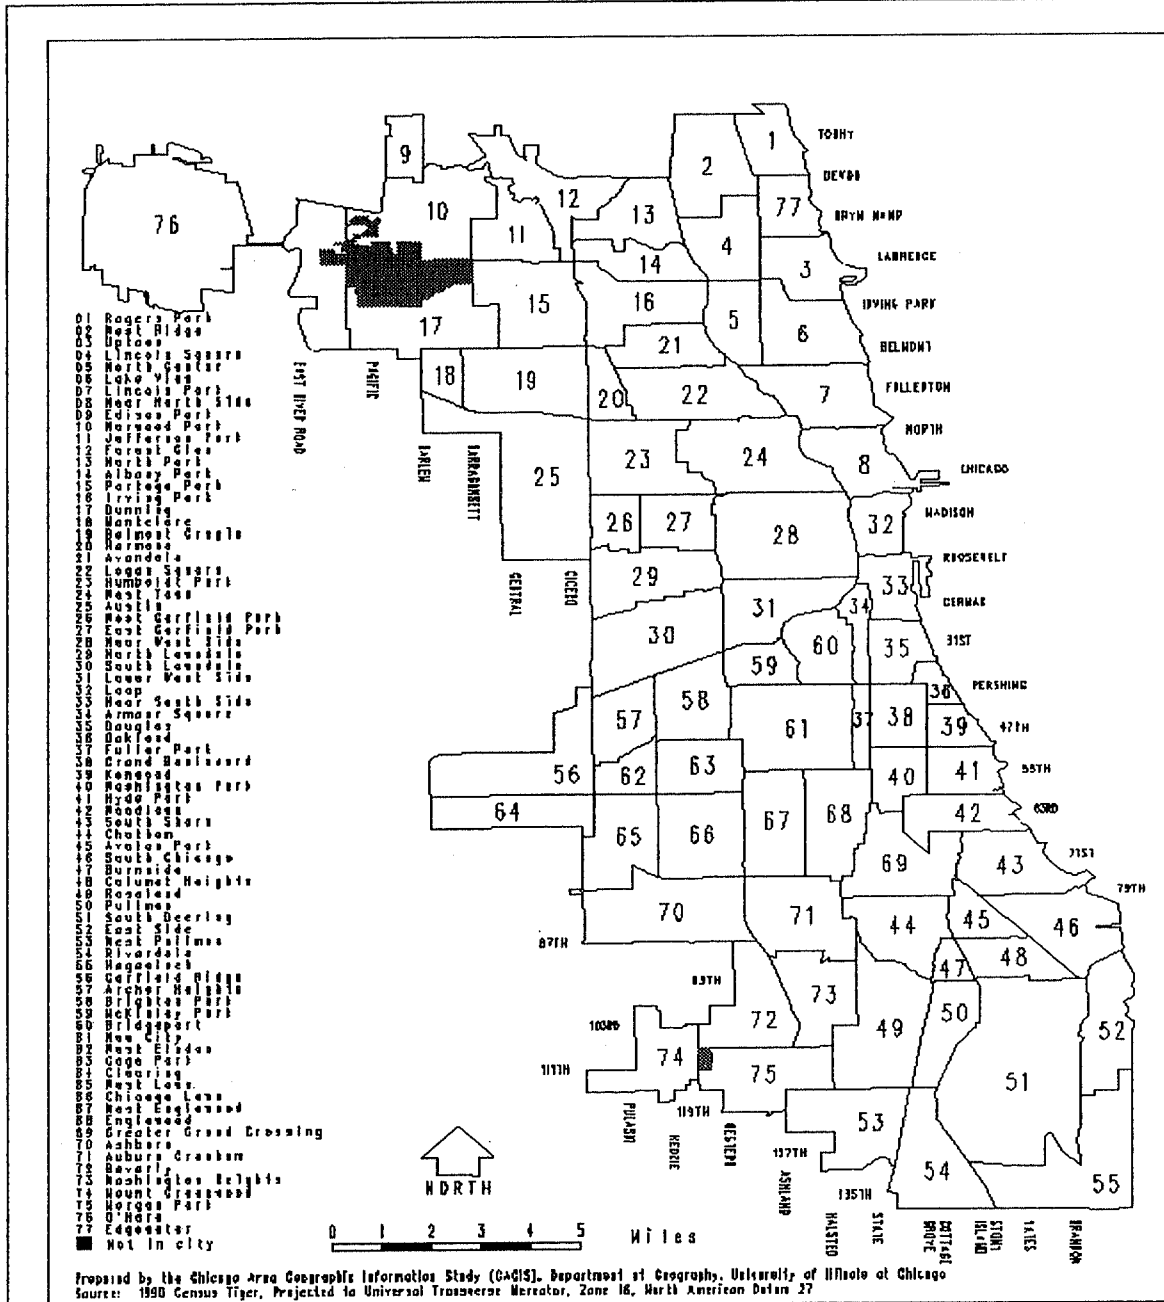 76
9
10
11
12
13
14
15
16
17
18
19
20
21
22
23
24
25
26
27
28
29
30
31
32
33
34
35
36
37
38
39
40
41
42
43
44
45
46
47
48
49
50
51
52
53
54
55
56
57
58
59
60
61
62
63
64
65
66
67
68
69
70
71
72
73
74
75
77
1
2
3
4
5
6
7
8
TOUHY
DEVON
BRYN MAWR
LAWRENCE
IRVING PARK
BELMONT
FULLERTON
NORTH
CHICAGO
MADISON
ROOSEVELT
CERMAK
31ST
PERSHING
47TH
55TH
63RD
71ST
79TH
87TH
103RD
119TH
EAST RIVER ROAD
PACIFIC
HARLEM
NARRAGANSETT
CENTRAL
CICERO
PULASKI
KEDZIE
WESTERN
ASHLAND
HALSTED
STATE
COTTAGE
GROVE
STONY
ISLAND
YATES
BRANDON
01 Rogers Park
02 West Ridge
03 Uptown
04 Lincoln Square
05 North Center
06 Lake View
07 Lincoln Park
08 Near North Side
09 Edison Park
10 Norwood Park
11 Jefferson Park
12 Forest Glen
13 North Park
14 Albany Park
15 Portage Park
16 Irving Park
17 Dunning
18 Montclare
19 Belmont Cragin
20 Hermosa
21 Avondale
22 Logan Square
23 Humboldt Park
24 West Town
25 Austin
26 West Garfield Park
27 East Garfield Park
28 Near West Side
29 North Lawndale
30 South Lawndale
31 Lower West Side
32 Loop
33 Near South Side
34 Armour Square
35 Douglas
36 Oakland
37 Fuller Park
38 Grand Boulevard
39 Kenwood
40 Washington Park
41 Hyde Park
42 Woodlawn
43 South Shore
44 Chatham
45 Avalon Park
46 South Chicago
47 Burnside
48 Calumet Heights
49 Roseland
50 Pullman
51 South Deering
52 East Side
53 West Pullman
54 Riverdale
Hegewisch
56 Garfield Ridge
57 Archer Heights
58 Brighton Park
59 McKinley Park
60 Bridgeport
61 New City
62 West Elsdon
63 Gage Park
64 Clearing
65 West Lawn
66 Chicago Lawn
67 West Englewood
68 Englewood
69 Greater Grand Crossing
70 Ashburn
71 Auburn Gresham
72 Beverly
73 Washington Heights
74 Mount Greenwood
75 Morgan Park
76 O'Hare
77 Edgewater
Not in city
NORTH
0 1 2 3 4 5
Miles
Prepared by the Chicago Area Geographic Information Study (CAGIS), Department of Geography, University of Illinois at Chicago
Source: 1990 Census Tiger, Projected to Universal Transverse Mercator, Zone 16, North American Datum 27